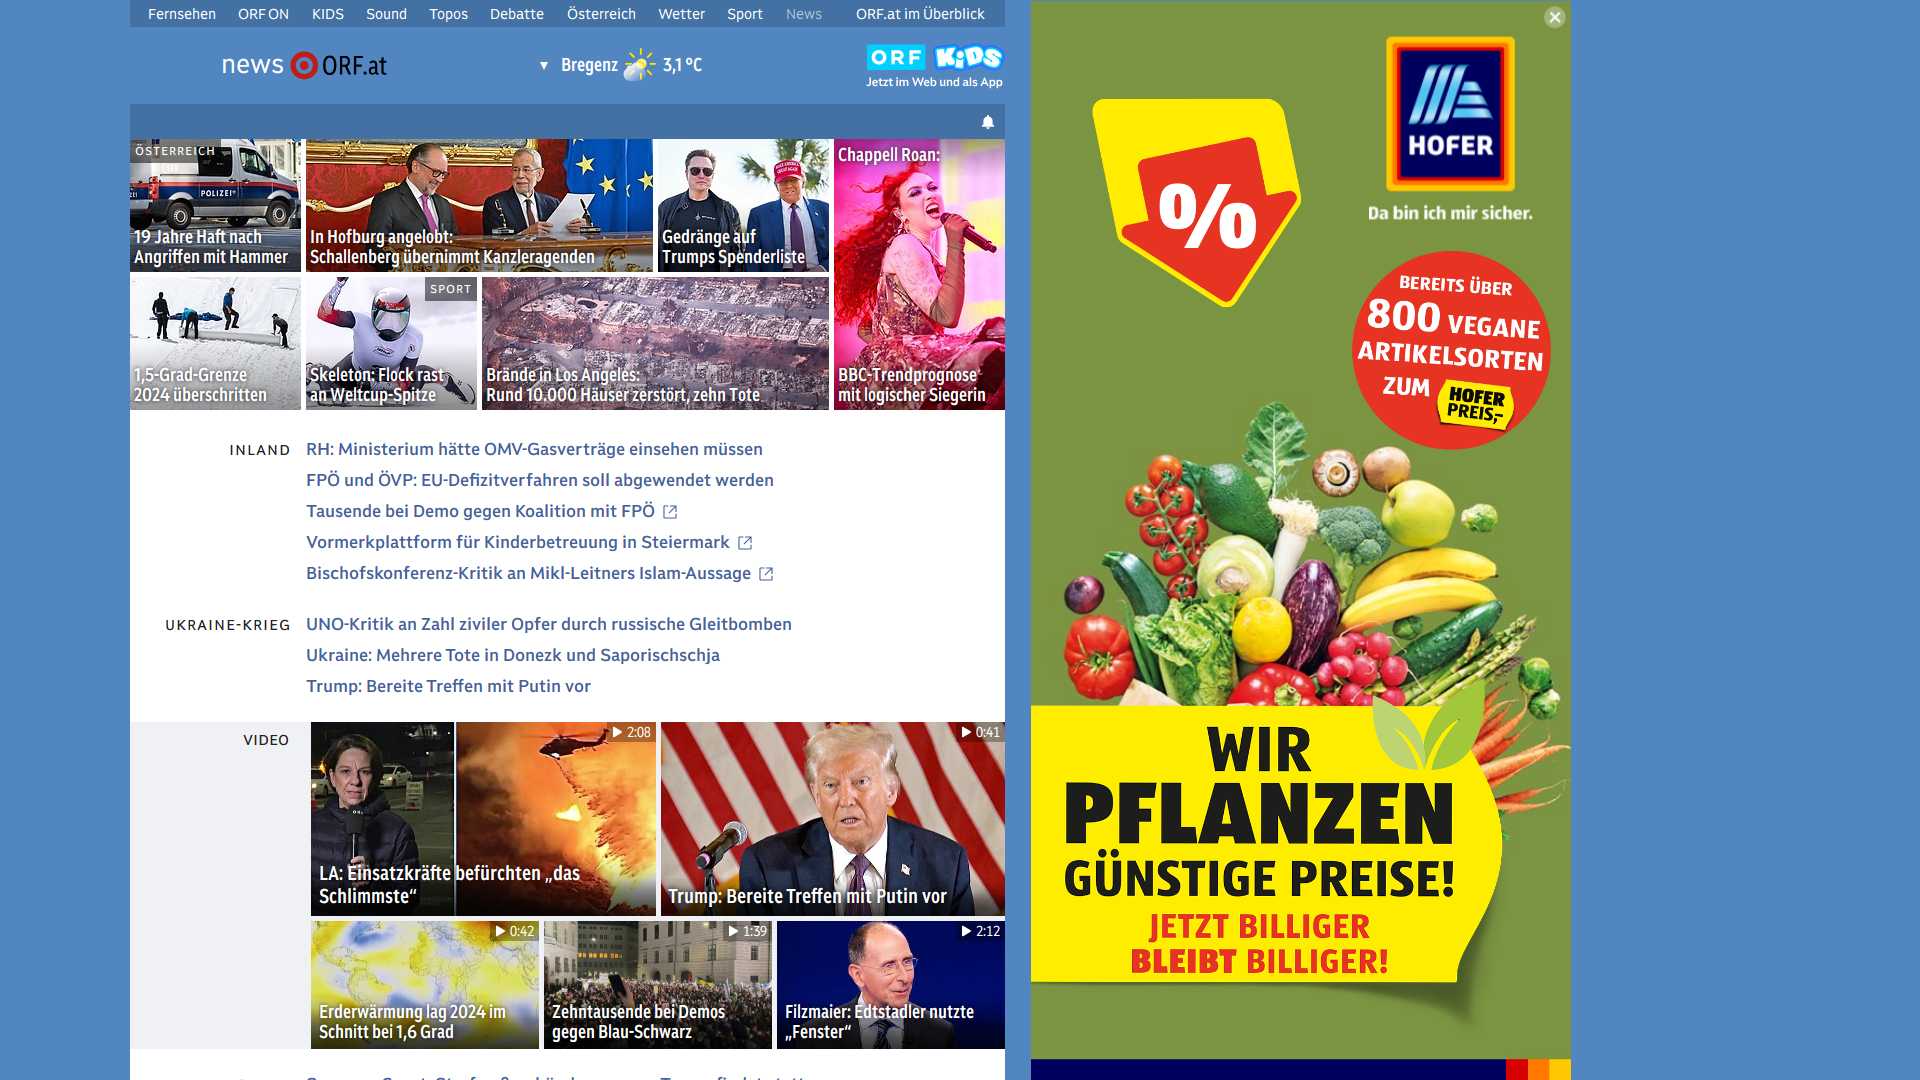 Fernsehen ORF ON KIDS Sound Topos Debatte Österreich Wetter Sport News ORF.at im Überblick
news ORF.at
▼ Bregenz 3,1 °C
ORF KiDS
Jetzt im Web und als App
ÖSTERREICH
POLIZEI
19 Jahre Haft nach
Angriffen mit Hammer
In Hofburg angelobt:
Schallenberg übernimmt Kanzleragenden
Gedränge auf
Trumps Spenderliste
Chappell Roan:
BBC-Trendprognose
mit logischer Siegerin
1,5-Grad-Grenze
2024 überschritten
SPORT
Skeleton: Flock rast
an Weltcup-Spitze
Brände in Los Angeles:
Rund 10.000 Häuser zerstört, zehn Tote
INLAND
RH: Ministerium hätte OMV-Gasverträge einsehen müssen
FPÖ und ÖVP: EU-Defizitverfahren soll abgewendet werden
Tausende bei Demo gegen Koalition mit FPÖ
Vormerkplattform für Kinderbetreuung in Steiermark
Bischofskonferenz-Kritik an Mikl-Leitners Islam-Aussage
UKRAINE-KRIEG
UNO-Kritik an Zahl ziviler Opfer durch russische Gleitbomben
Ukraine: Mehrere Tote in Donezk und Saporischschja
Trump: Bereite Treffen mit Putin vor
VIDEO
2:08
LA: Einsatzkräfte befürchten „das
Schlimmste“
0:41
Trump: Bereite Treffen mit Putin vor
0:42
Erderwärmung lag 2024 im
Schnitt bei 1,6 Grad
1:39
Zehntausende bei Demos
gegen Blau-Schwarz
2:12
Filzmaier: Edtstadler nutzte
„Fenster“
%
HOFER
Da bin ich mir sicher.
BEREITS ÜBER
800 VEGANE
ARTIKELSORTEN
ZUM HOFER
PREIS,-
WIR
PFLANZEN
GÜNSTIGE PREISE!
JETZT BILLIGER
BLEIBT BILLIGER!